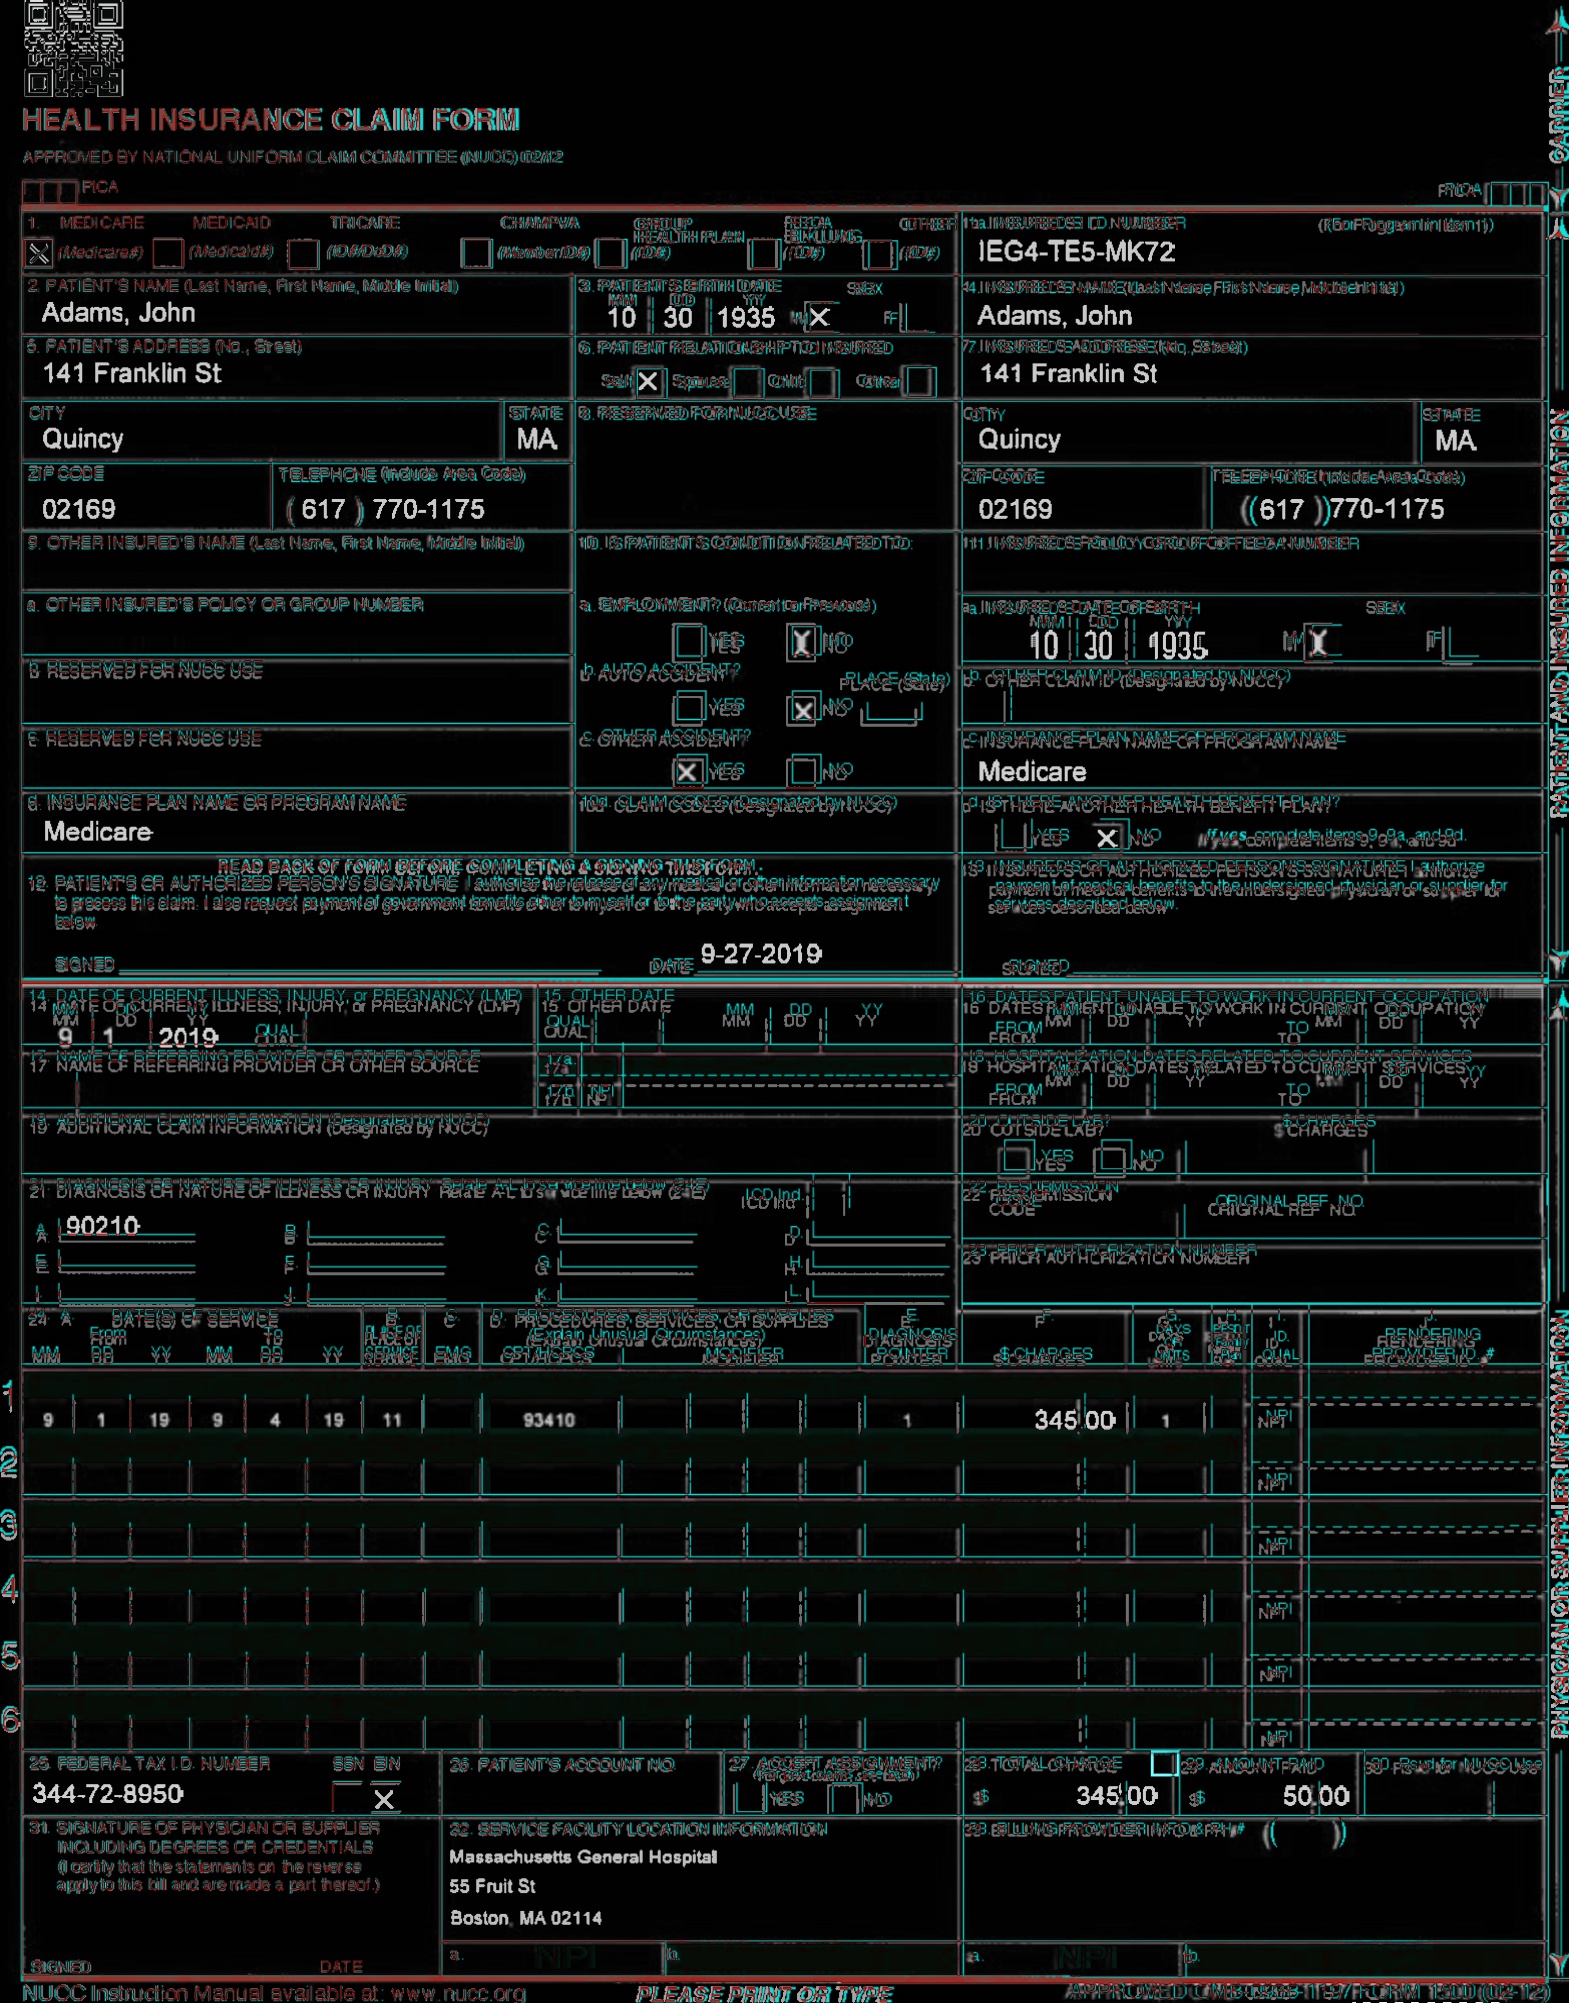 HEALTH INSURANCE CLAIM FORM
APPROVED BY NATIONAL UNIFORM CLAIM COMMITTEE (NUCC) 02/12
PICA
PICA
1. MEDICARE MEDICAID TRICARE CHAMPVA GROUP HEALTH PLAN FECA BLK LUNG OTHER
(Medicare#) (Medicaid#) (ID#/DoD#) (Member ID#) (ID#) (ID#) (ID#)
1a. INSURED'S I.D. NUMBER (For Program in Item 1)
IEG4-TE5-MK72
2. PATIENT'S NAME (Last Name, First Name, Middle Initial)
Adams, John
3. PATIENT'S BIRTH DATE SEX
MM DD YY
10 30 1935 M X F
4. INSURED'S NAME (Last Name, First Name, Middle Initial)
Adams, John
5. PATIENT'S ADDRESS (No., Street)
141 Franklin St
6. PATIENT RELATIONSHIP TO INSURED
Self X Spouse Child Other
7. INSURED'S ADDRESS (No., Street)
141 Franklin St
CITY STATE
Quincy MA
8. RESERVED FOR NUCC USE
CITY STATE
Quincy MA
ZIP CODE TELEPHONE (Include Area Code)
02169 (617) 770-1175
ZIP CODE TELEPHONE (Include Area Code)
02169 (617) 770-1175
9. OTHER INSURED'S NAME (Last Name, First Name, Middle Initial)
10. IS PATIENT'S CONDITION RELATED TO:
11. INSURED'S POLICY GROUP OR FECA NUMBER
a. OTHER INSURED'S POLICY OR GROUP NUMBER
a. EMPLOYMENT? (Current or Previous)
YES X NO
a. INSURED'S DATE OF BIRTH SEX
MM DD YY
10 30 1935 M X F
b. RESERVED FOR NUCC USE
b. AUTO ACCIDENT? PLACE (State)
YES X NO
b. OTHER CLAIM ID (Designated by NUCC)
c. RESERVED FOR NUCC USE
c. OTHER ACCIDENT?
X YES NO
c. INSURANCE PLAN NAME OR PROGRAM NAME
Medicare
d. INSURANCE PLAN NAME OR PROGRAM NAME
Medicare
10d. CLAIM CODES (Designated by NUCC)
d. IS THERE ANOTHER HEALTH BENEFIT PLAN?
YES X NO If yes, complete items 9, 9a, and 9d.
READ BACK OF FORM BEFORE COMPLETING & SIGNING THIS FORM.
12. PATIENT'S OR AUTHORIZED PERSON'S SIGNATURE I authorize the release of any medical or other information necessary
to process this claim. I also request payment of government benefits either to myself or to the party who accepts assignment
below.
SIGNED DATE 9-27-2019
13. INSURED'S OR AUTHORIZED PERSON'S SIGNATURE I authorize
payment of medical benefits to the undersigned physician or supplier for
services described below.
SIGNED
14. DATE OF CURRENT ILLNESS, INJURY, or PREGNANCY (LMP)
MM DD YY
9 1 2019 QUAL.
15. OTHER DATE
QUAL. MM DD YY
16. DATES PATIENT UNABLE TO WORK IN CURRENT OCCUPATION
FROM MM DD YY TO MM DD YY
17. NAME OF REFERRING PROVIDER OR OTHER SOURCE
17a.
17b. NPI
18. HOSPITALIZATION DATES RELATED TO CURRENT SERVICES
FROM MM DD YY TO MM DD YY
19. ADDITIONAL CLAIM INFORMATION (Designated by NUCC)
20. OUTSIDE LAB? $ CHARGES
YES NO
21. DIAGNOSIS OR NATURE OF ILLNESS OR INJURY Relate A-L to service line below (24E) ICD Ind.
A. 90210 B. C. D.
E. F. G. H.
I. J. K. L.
22. RESUBMISSION CODE ORIGINAL REF. NO.
23. PRIOR AUTHORIZATION NUMBER
24. A. DATE(S) OF SERVICE B. C. D. PROCEDURES, SERVICES, OR SUPPLIES E. F. G. H. I. J.
From To PLACE OF (Explain Unusual Circumstances) DIAGNOSIS DAYS ID. RENDERING
MM DD YY MM DD YY SERVICE EMG CPT/HCPCS MODIFIER POINTER $ CHARGES UNITS QUAL. PROVIDER ID. #
1
9 1 19 9 4 19 11 93410 1 345 00 1 NPI
2 NPI
3 NPI
4 NPI
5 NPI
6 NPI
25. FEDERAL TAX I.D. NUMBER SSN EIN
344-72-8950 X
26. PATIENT'S ACCOUNT NO.
27. ACCEPT ASSIGNMENT?
(For govt. claims, see back)
YES NO
28. TOTAL CHARGE
$ 345 00
29. AMOUNT PAID
$ 50 00
30. Rsvd for NUCC Use
31. SIGNATURE OF PHYSICIAN OR SUPPLIER
INCLUDING DEGREES OR CREDENTIALS
(I certify that the statements on the reverse
apply to this bill and are made a part thereof.)
SIGNED DATE
32. SERVICE FACILITY LOCATION INFORMATION
Massachusetts General Hospital
55 Fruit St
Boston, MA 02114
a. NPI b.
33. BILLING PROVIDER INFO & PH # ( )
a. NPI b.
NUCC Instruction Manual available at: www.nucc.org
PLEASE PRINT OR TYPE
APPROVED OMB-0938-1197 FORM 1500 (02-12)
CARRIER
PATIENT AND INSURED INFORMATION
PHYSICIAN OR SUPPLIER INFORMATION